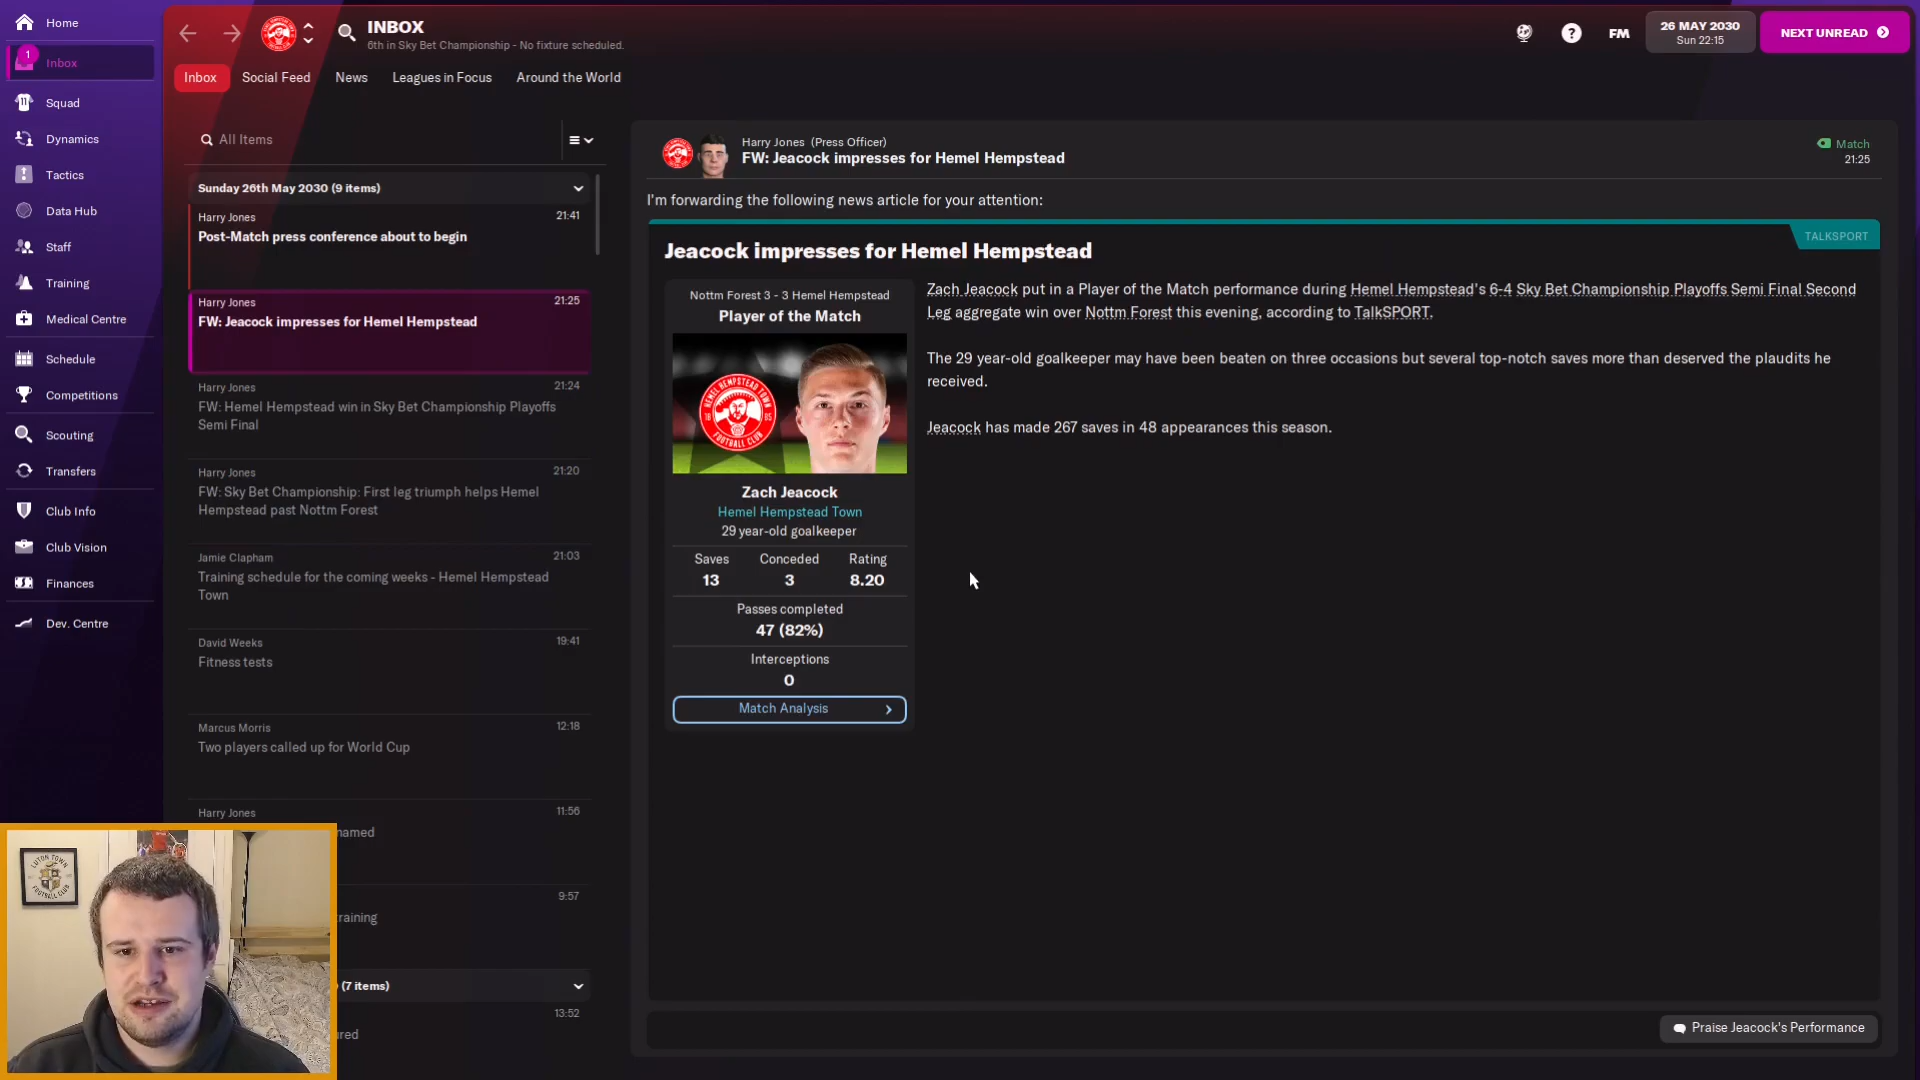 Home
Inbox
1
Squad
Dynamics
Tactics
Data Hub
Staff
Training
Medical Centre
Schedule
Competitions
Scouting
Transfers
Club Info
Club Vision
Finances
Dev. Centre
INBOX
6th in Sky Bet Championship - No fixture scheduled.
FM
26 MAY 2030
Sun 22:15
NEXT UNREAD
Inbox
Social Feed
News
Leagues in Focus
Around the World
All Items
Sunday 26th May 2030 (9 items)
Harry Jones
21:41
Post-Match press conference about to begin
Harry Jones
21:25
FW: Jeacock impresses for Hemel Hempstead
Harry Jones
21:24
FW: Hemel Hempstead win in Sky Bet Championship Playoffs
Semi Final
Harry Jones
21:20
FW: Sky Bet Championship: First leg triumph helps Hemel
Hempstead past Nottm Forest
Jamie Clapham
21:03
Training schedule for the coming weeks - Hemel Hempstead
Town
David Weeks
19:41
Fitness tests
Marcus Morris
12:18
Two players called up for World Cup
Harry Jones
11:56
named
9:57
raining
(7 items)
13:52
ured
Harry Jones (Press Officer)
FW: Jeacock impresses for Hemel Hempstead
Match
21:25
I'm forwarding the following news article for your attention:
TALKSPORT
Jeacock impresses for Hemel Hempstead
Nottm Forest 3 - 3 Hemel Hempstead
Player of the Match
HEMEL HEMPSTEAD TOWN
18 85
FOOTBALL CLUB
Zach Jeacock
Hemel Hempstead Town
29 year-old goalkeeper
Saves Conceded Rating
13 3 8.20
Passes completed
47 (82%)
Interceptions
0
Match Analysis
Zach Jeacock put in a Player of the Match performance during Hemel Hempstead's 6-4 Sky Bet Championship Playoffs Semi Final Second
Leg aggregate win over Nottm Forest this evening, according to TalkSPORT.
The 29 year-old goalkeeper may have been beaten on three occasions but several top-notch saves more than deserved the plaudits he
received.
Jeacock has made 267 saves in 48 appearances this season.
Praise Jeacock's Performance
LUTON TOWN
FOOTBALL CLUB